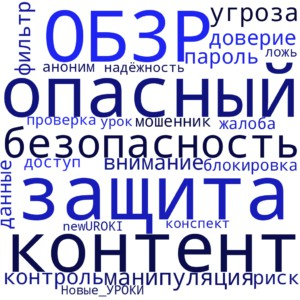 фильтр
ОБЗР
угроза
доверие
аноним надёжность пароль ложь
опасный
проверка урок мошенник жалоба
безопасность
данные
доступ внимание блокировка
защита
newUROKI конспект
контент
контроль манипуляция риск
Новые_УРОКИ